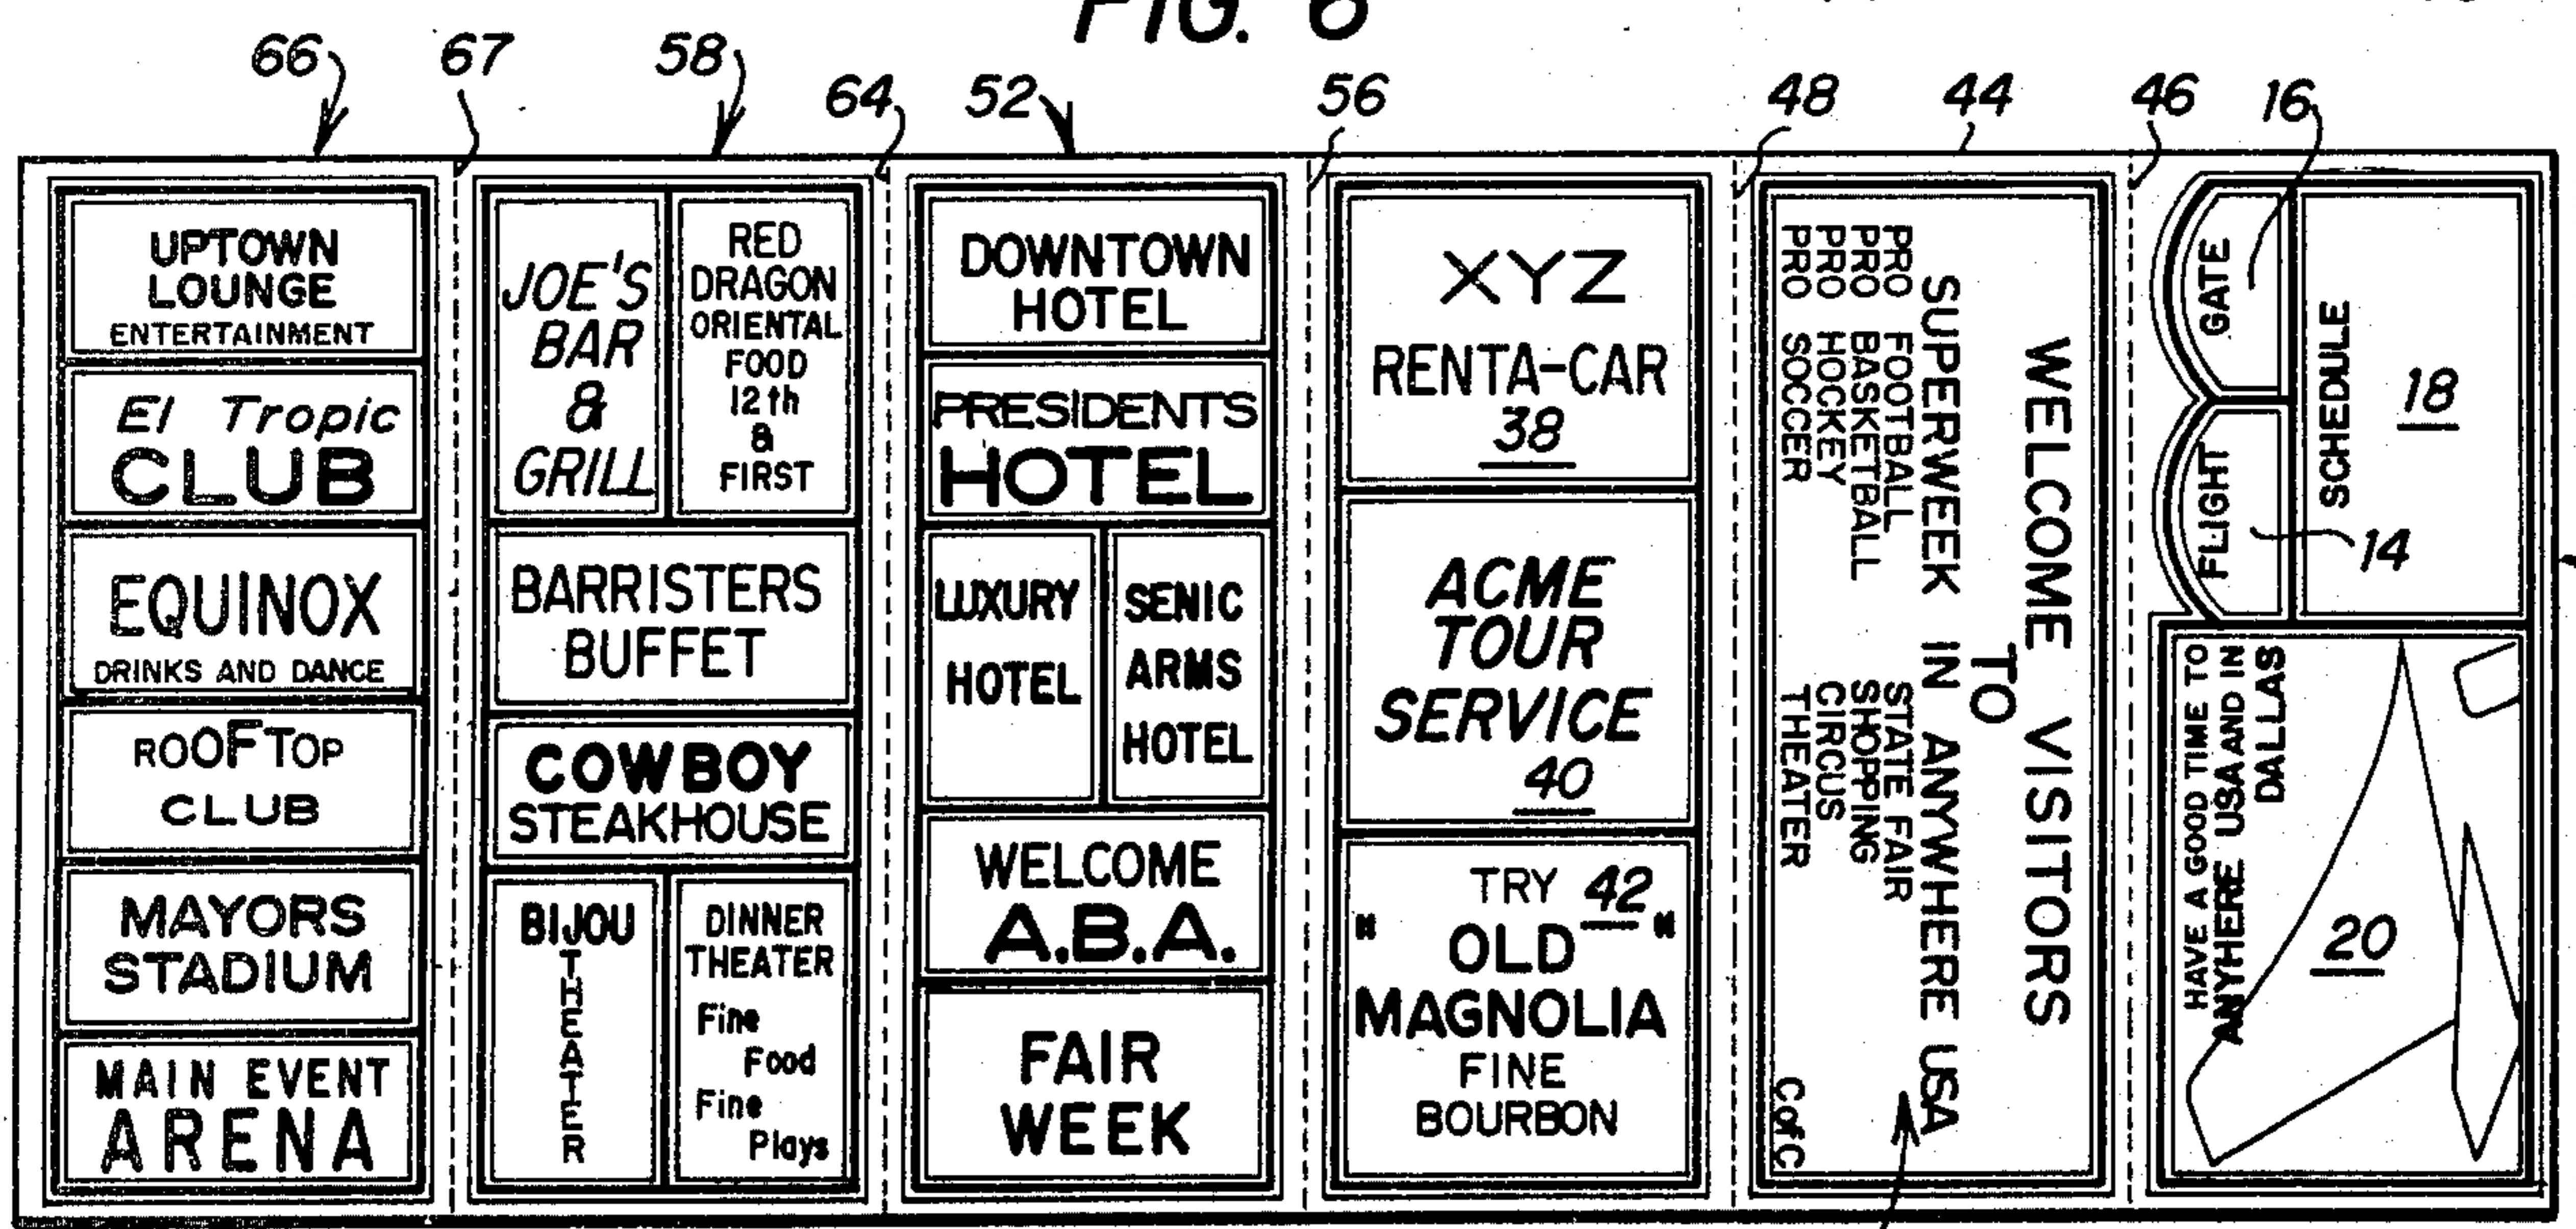 FIG. 6
66
67
58
64
52
56
48
44
46
16
UPTOWN
LOUNGE
ENTERTAINMENT
El Tropic
CLUB
EQUINOX
DRINKS AND DANCE
ROOFTOP
CLUB
MAYORS
STADIUM
MAIN EVENT
ARENA
JOE'S
BAR
&
GRILL
RED
DRAGON
ORIENTAL
FOOD
12th
&
FIRST
BARRISTERS
BUFFET
COWBOY
STEAKHOUSE
BIJOU
THEATER
DINNER
THEATER
Fine
Food
Fine
Plays
DOWNTOWN
HOTEL
PRESIDENTS
HOTEL
LUXURY
HOTEL
SENIC
ARMS
HOTEL
WELCOME
A.B.A.
FAIR
WEEK
XYZ
RENTA-CAR
38
ACME
TOUR
SERVICE
40
TRY 42
" OLD "
MAGNOLIA
FINE
BOURBON
WELCOME VISITORS
TO
SUPERWEEK IN ANYWHERE USA
PRO FOOTBALL STATE FAIR
PRO BASKETBALL SHOPPING
PRO HOCKEY CIRCUS
PRO SOCCER THEATER
C of C
GATE
FLIGHT
14
SCHEDULE
18
HAVE A GOOD TIME TO
ANYHERE USA AND IN
DALLAS
20